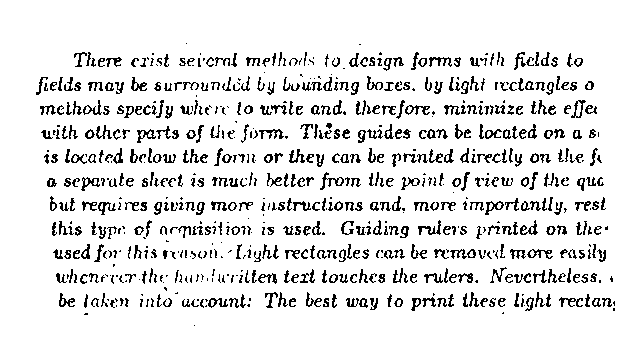 There exist several methods to design forms with fields to
fields may be surrounded by bounding boxes, by light rectangles o
methods specify where to write and, therefore, minimize the effe
with other parts of the form. These guides can be located on a s
is located below the form or they can be printed directly on the f
a separate sheet is much better from the point of view of the qua
but requires giving more instructions and, more importantly, rest
this type of acquisition is used. Guiding rulers printed on the
used for this reason. Light rectangles can be removed more easily
whenever the handwritten text touches the rulers. Nevertheless,
be taken into account: The best way to print these light rectan